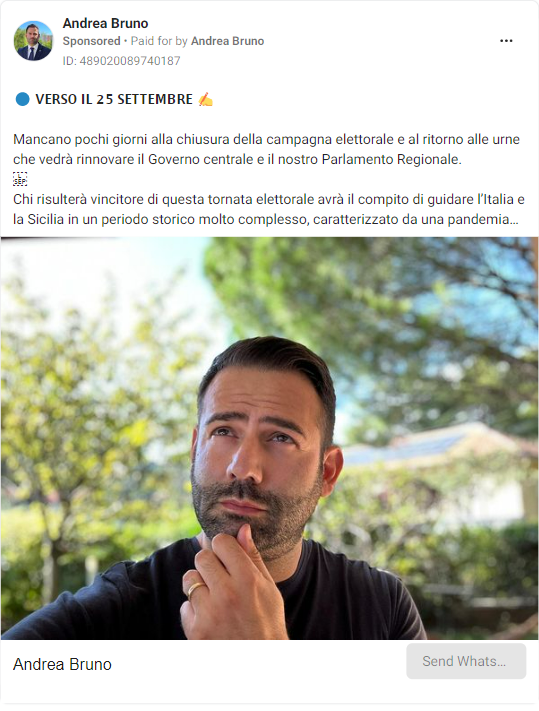 Andrea Bruno
Sponsored • Paid for by Andrea Bruno
ID: 489020089740187
🔵 VERSO IL 25 SETTEMBRE ✍️
Mancano pochi giorni alla chiusura della campagna elettorale e al ritorno alle urne
che vedrà rinnovare il Governo centrale e il nostro Parlamento Regionale.
Chi risulterà vincitore di questa tornata elettorale avrà il compito di guidare l’Italia e
la Sicilia in un periodo storico molto complesso, caratterizzato da una pandemia...
Andrea Bruno
Send Whats...